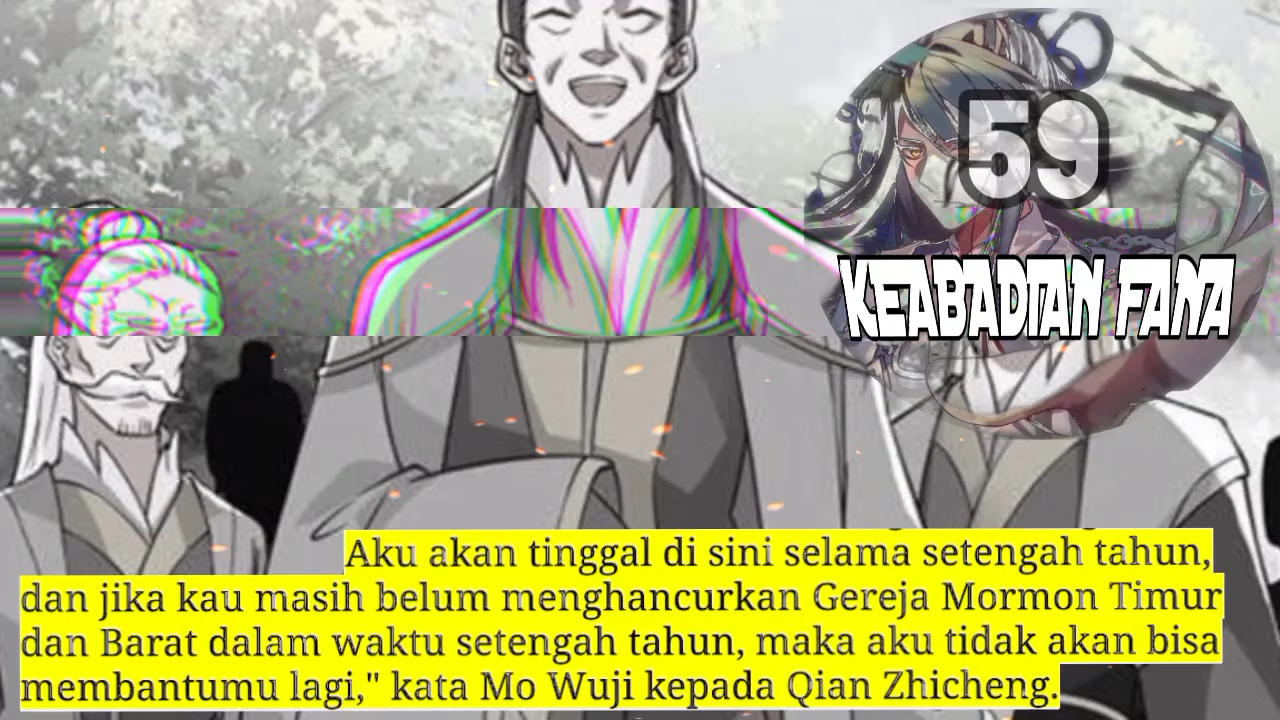 59
KEABADIAN FANA
Aku akan tinggal di sini selama setengah tahun,
dan jika kau masih belum menghancurkan Gereja Mormon Timur
dan Barat dalam waktu setengah tahun, maka aku tidak akan bisa
membantumu lagi," kata Mo Wuji kepada Qian Zhicheng.